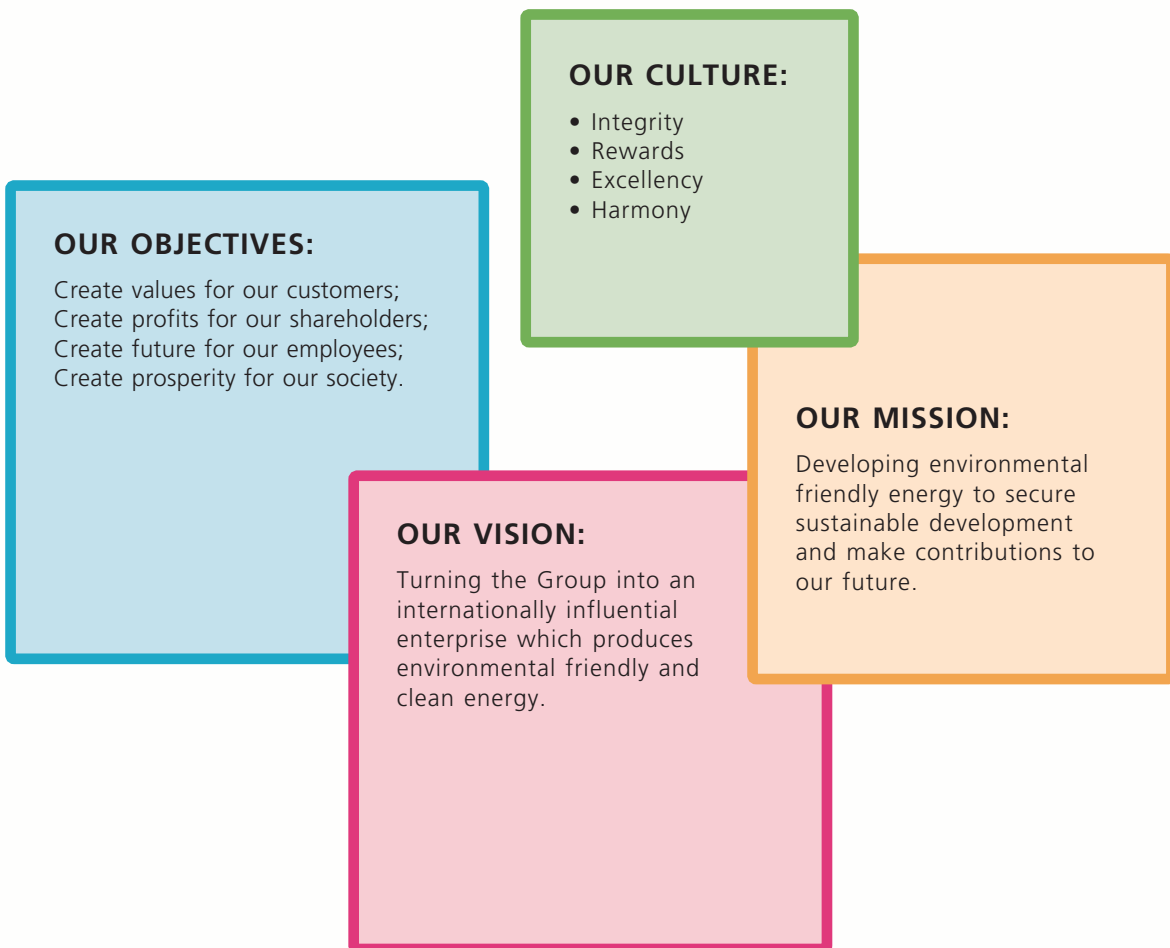 OUR CULTURE:
• Integrity
• Rewards
• Excellency
• Harmony
OUR OBJECTIVES:
Create values for our customers;
Create profits for our shareholders;
Create future for our employees;
Create prosperity for our society.
OUR MISSION:
Developing environmental
friendly energy to secure
sustainable development
and make contributions to
our future.
OUR VISION:
Turning the Group into an
internationally influential
enterprise which produces
environmental friendly and
clean energy.